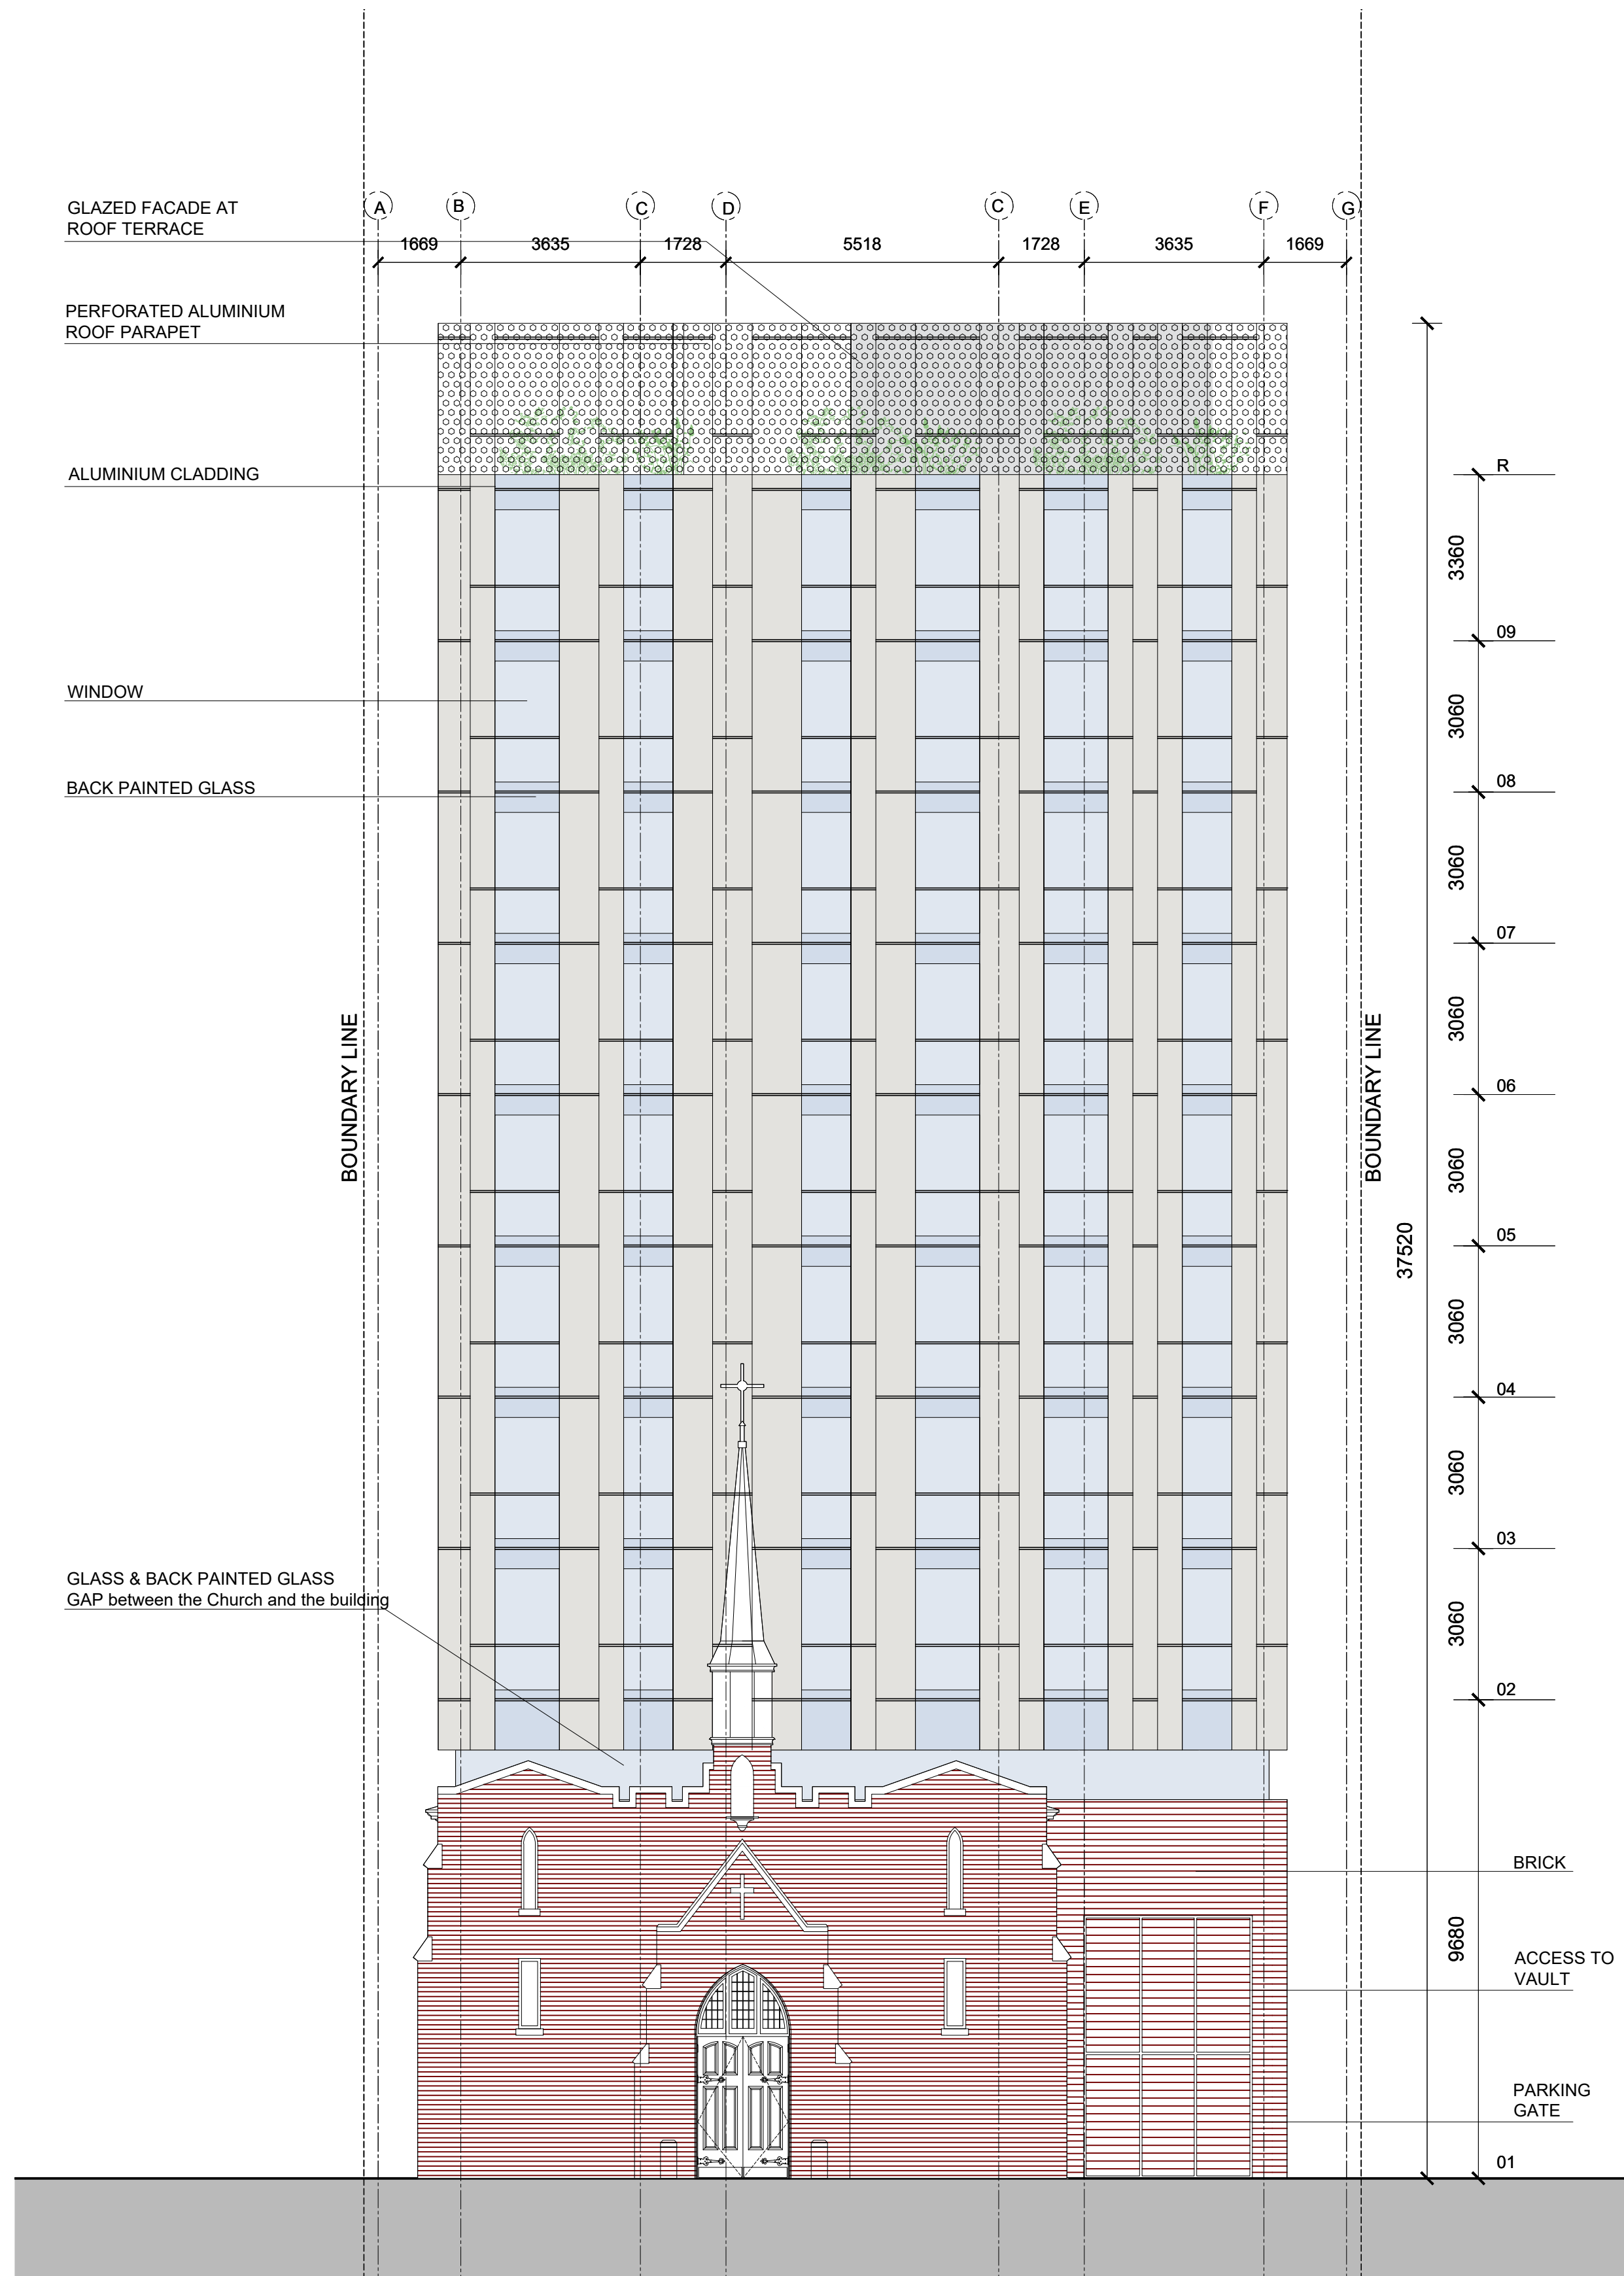 GLAZED FACADE AT
ROOF TERRACE
A
B
C
D
C
E
F
G
1669
3635
1728
5518
1728
3635
1669
PERFORATED ALUMINIUM
ROOF PARAPET
ALUMINIUM CLADDING
R
3360
09
WINDOW
3060
BACK PAINTED GLASS
08
3060
07
3060
BOUNDARY LINE
BOUNDARY LINE
06
3060
37520
05
3060
04
3060
03
GLASS & BACK PAINTED GLASS
GAP between the Church and the building
3060
02
BRICK
9680
ACCESS TO
VAULT
PARKING
GATE
01